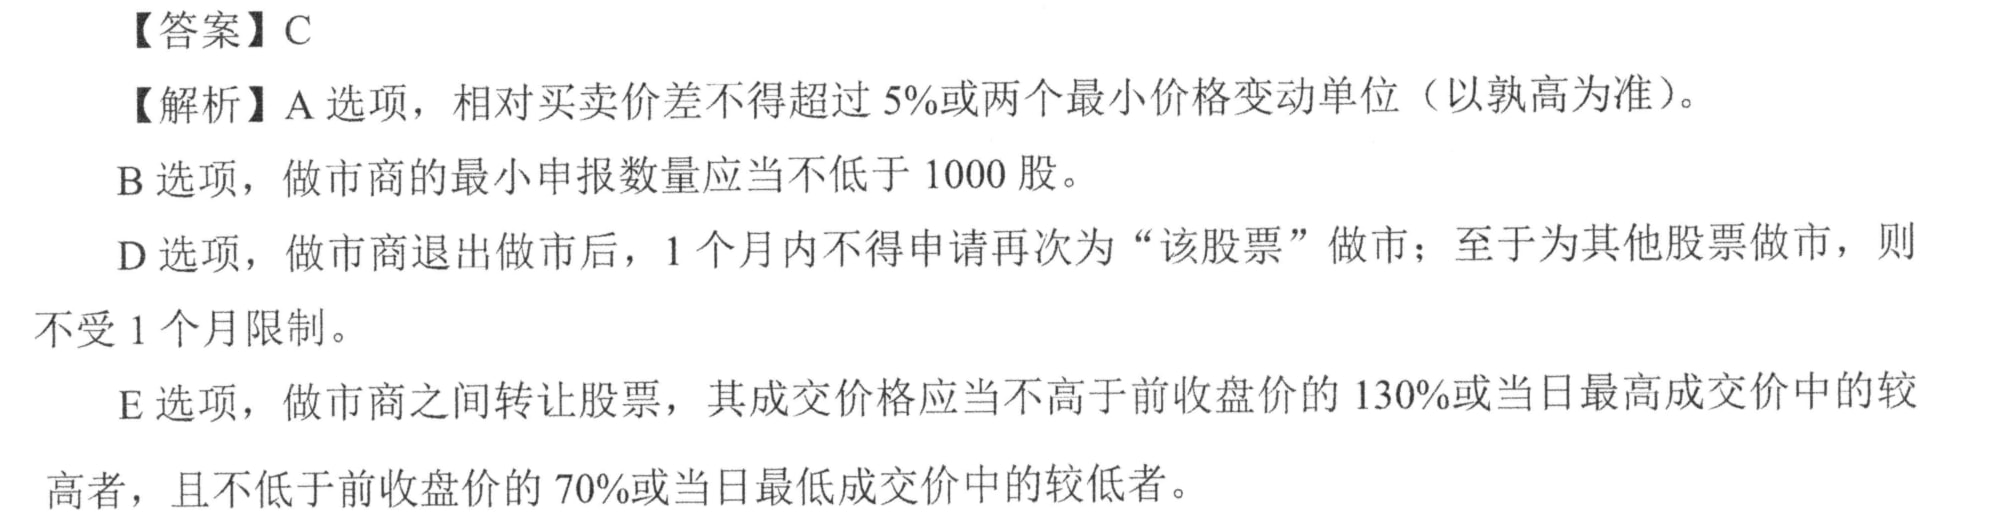 【答案】C
【解析】A 选项，相对买卖价差不得超过 5%或两个最小价格变动单位（以孰高为准）。
B 选项，做市商的最小申报数量应当不低于 1000 股。
D 选项，做市商退出做市后，1 个月内不得申请再次为“该股票”做市；至于为其他股票做市，则
不受 1 个月限制。
E 选项，做市商之间转让股票，其成交价格应当不高于前收盘价的 130%或当日最高成交价中的较
高者，且不低于前收盘价的 70%或当日最低成交价中的较低者。